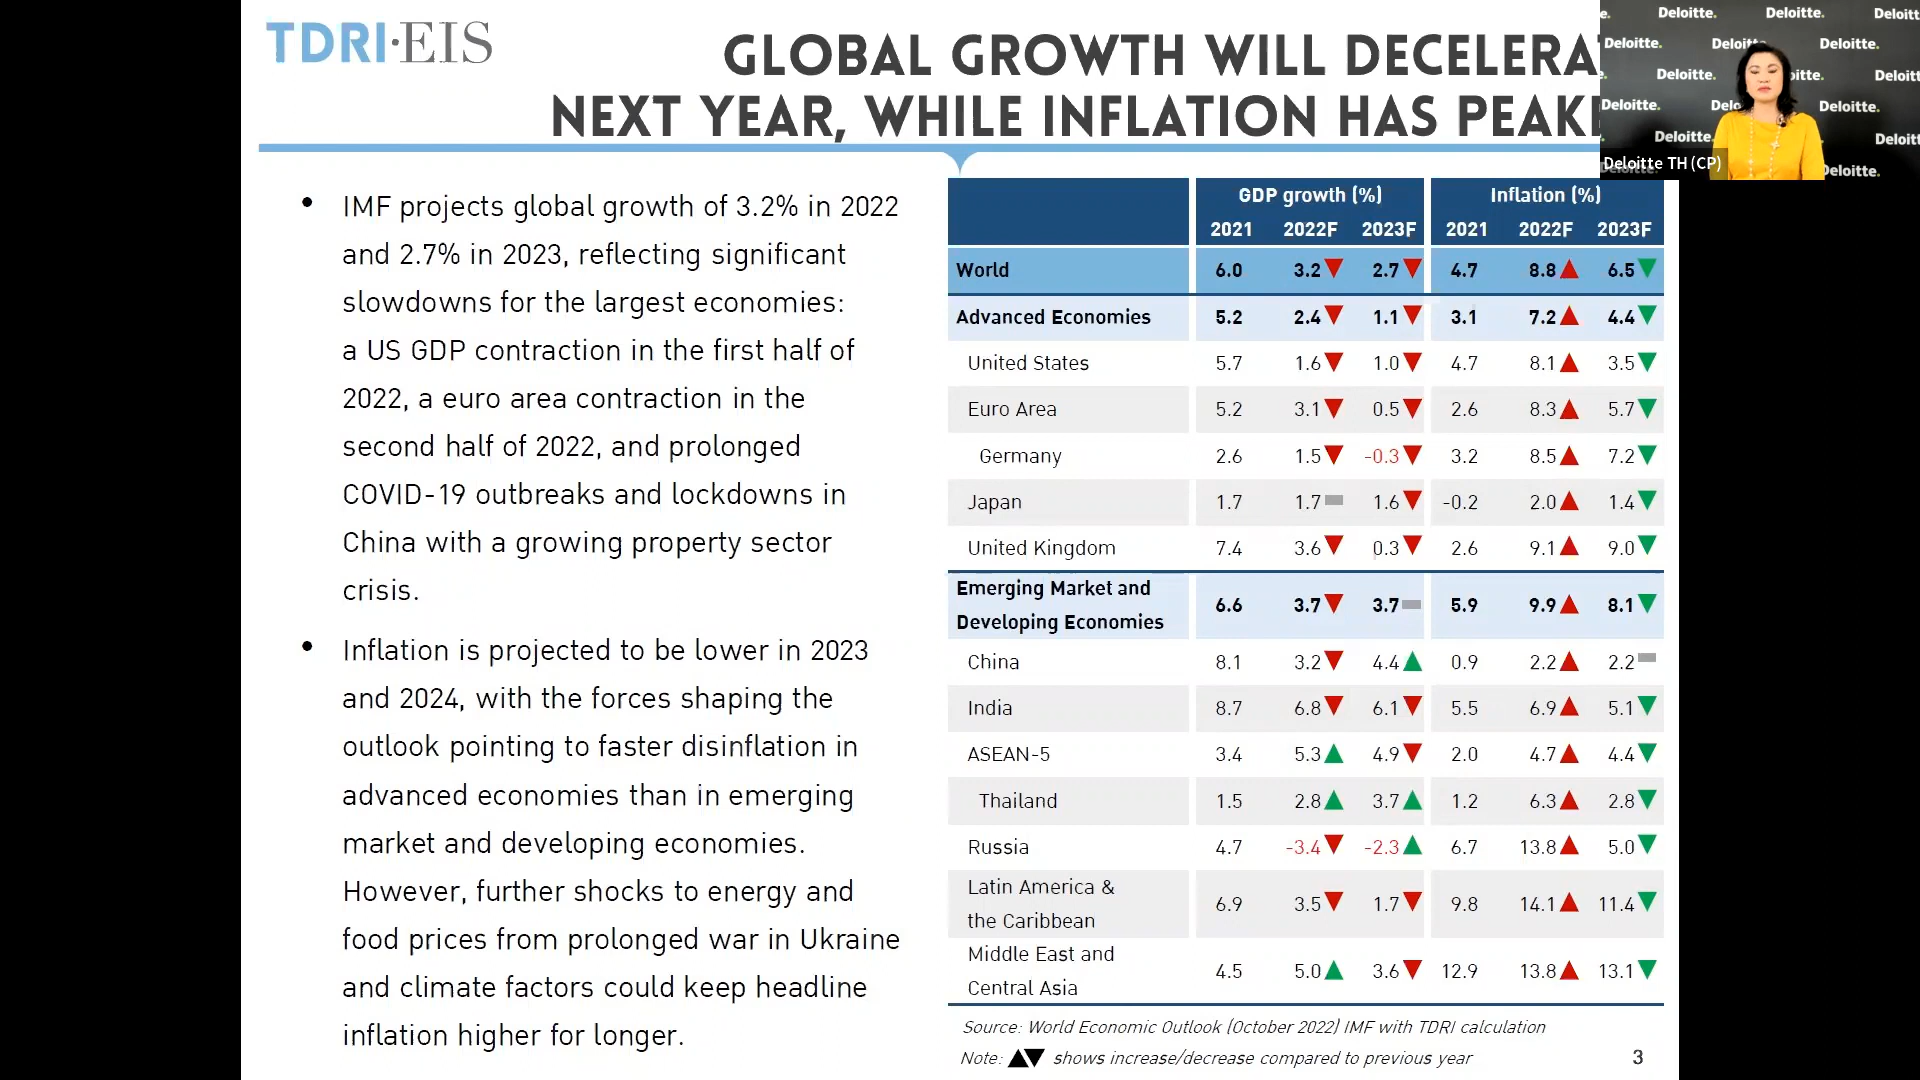 TDRI·EIS
GLOBAL GROWTH WILL DECELERA
NEXT YEAR, WHILE INFLATION HAS PEAK
• IMF projects global growth of 3.2% in 2022
and 2.7% in 2023, reflecting significant
slowdowns for the largest economies:
a US GDP contraction in the first half of
2022, a euro area contraction in the
second half of 2022, and prolonged
COVID-19 outbreaks and lockdowns in
China with a growing property sector
crisis.
• Inflation is projected to be lower in 2023
and 2024, with the forces shaping the
outlook pointing to faster disinflation in
advanced economies than in emerging
market and developing economies.
However, further shocks to energy and
food prices from prolonged war in Ukraine
and climate factors could keep headline
inflation higher for longer.
GDP growth (%) Inflation (%)
2021 2022F 2023F 2021 2022F 2023F
World 6.0 3.2▼ 2.7▼ 4.7 8.8▲ 6.5▼
Advanced Economies 5.2 2.4▼ 1.1▼ 3.1 7.2▲ 4.4▼
United States 5.7 1.6▼ 1.0▼ 4.7 8.1▲ 3.5▼
Euro Area 5.2 3.1▼ 0.5▼ 2.6 8.3▲ 5.7▼
Germany 2.6 1.5▼ -0.3▼ 3.2 8.5▲ 7.2▼
Japan 1.7 1.7 1.6▼ -0.2 2.0▲ 1.4▼
United Kingdom 7.4 3.6▼ 0.3▼ 2.6 9.1▲ 9.0▼
Emerging Market and
Developing Economies 6.6 3.7▼ 3.7 5.9 9.9▲ 8.1▼
China 8.1 3.2▼ 4.4▲ 0.9 2.2▲ 2.2
India 8.7 6.8▼ 6.1▼ 5.5 6.9▲ 5.1▼
ASEAN-5 3.4 5.3▲ 4.9▼ 2.0 4.7▲ 4.4▼
Thailand 1.5 2.8▲ 3.7▲ 1.2 6.3▲ 2.8▼
Russia 4.7 -3.4▼ -2.3▲ 6.7 13.8▲ 5.0▼
Latin America &
the Caribbean 6.9 3.5▼ 1.7▼ 9.8 14.1▲ 11.4▼
Middle East and
Central Asia 4.5 5.0▲ 3.6▼ 12.9 13.8▲ 13.1▼
Source: World Economic Outlook (October 2022) IMF with TDRI calculation
Note: ▲▼ shows increase/decrease compared to previous year
3
Deloitte. Deloitte. Deloitte
Deloitte. Deloitte. Deloitte.
Deloitte. Deloitte. Deloitt
Deloitte. Deloitte.
Deloitte. Deloitt
Deloitte.
Deloitte TH (CP)